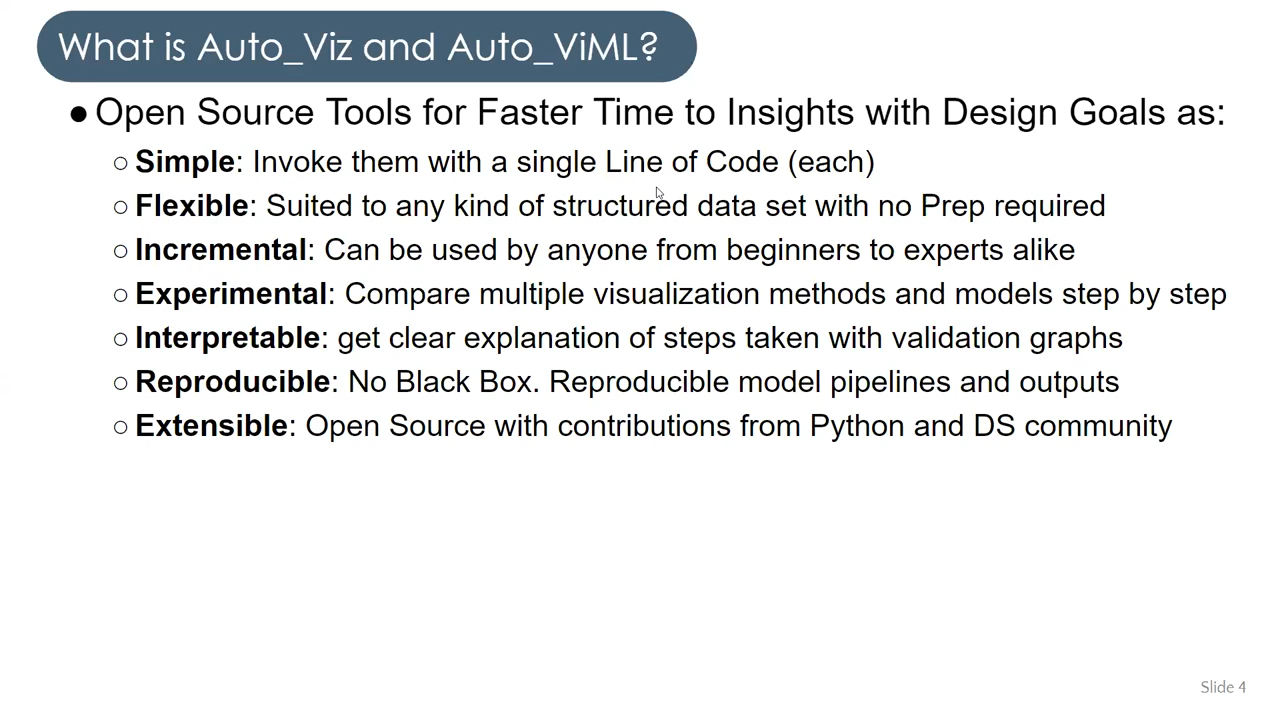 What is Auto_Viz and Auto_ViML?
● Open Source Tools for Faster Time to Insights with Design Goals as:
○ Simple: Invoke them with a single Line of Code (each)
○ Flexible: Suited to any kind of structured data set with no Prep required
○ Incremental: Can be used by anyone from beginners to experts alike
○ Experimental: Compare multiple visualization methods and models step by step
○ Interpretable: get clear explanation of steps taken with validation graphs
○ Reproducible: No Black Box. Reproducible model pipelines and outputs
○ Extensible: Open Source with contributions from Python and DS community
Slide 4